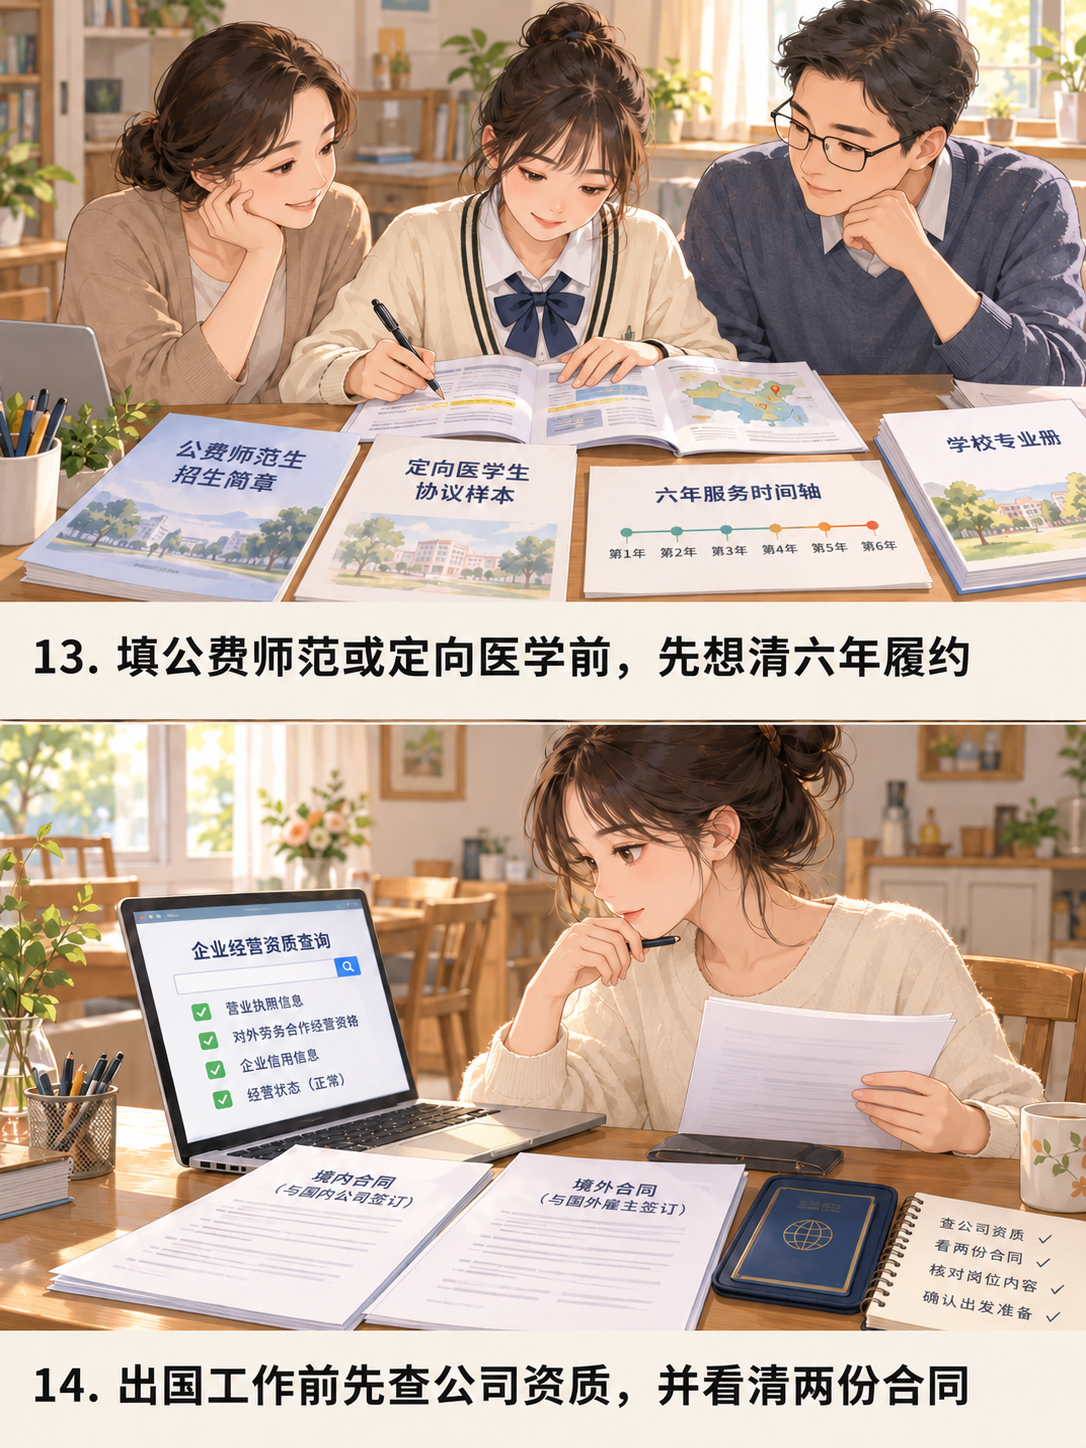 公费师范生
招生简章
定向医学生
协议样本
六年服务时间轴
第1年 第2年 第3年 第4年 第5年 第6年
学校专业册
13. 填公费师范或定向医学前，先想清六年履约
企业经营资质查询
营业执照信息
对外劳务合作经营资格
企业信用信息
经营状态（正常）
境内合同
（与国内公司签订）
境外合同
（与国外雇主签订）
查公司资质 ✓
看两份合同 ✓
核对岗位内容 ✓
确认出发准备 ✓
14. 出国工作前先查公司资质，并看清两份合同